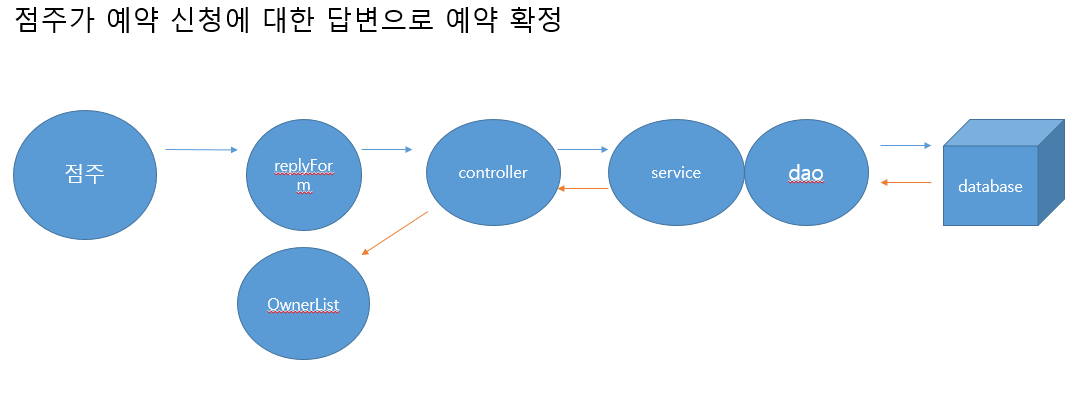 점주가 예약 신청에 대한 답변으로 예약 확정
점주
replyFor
m
controller
service
dao
database
OwnerList